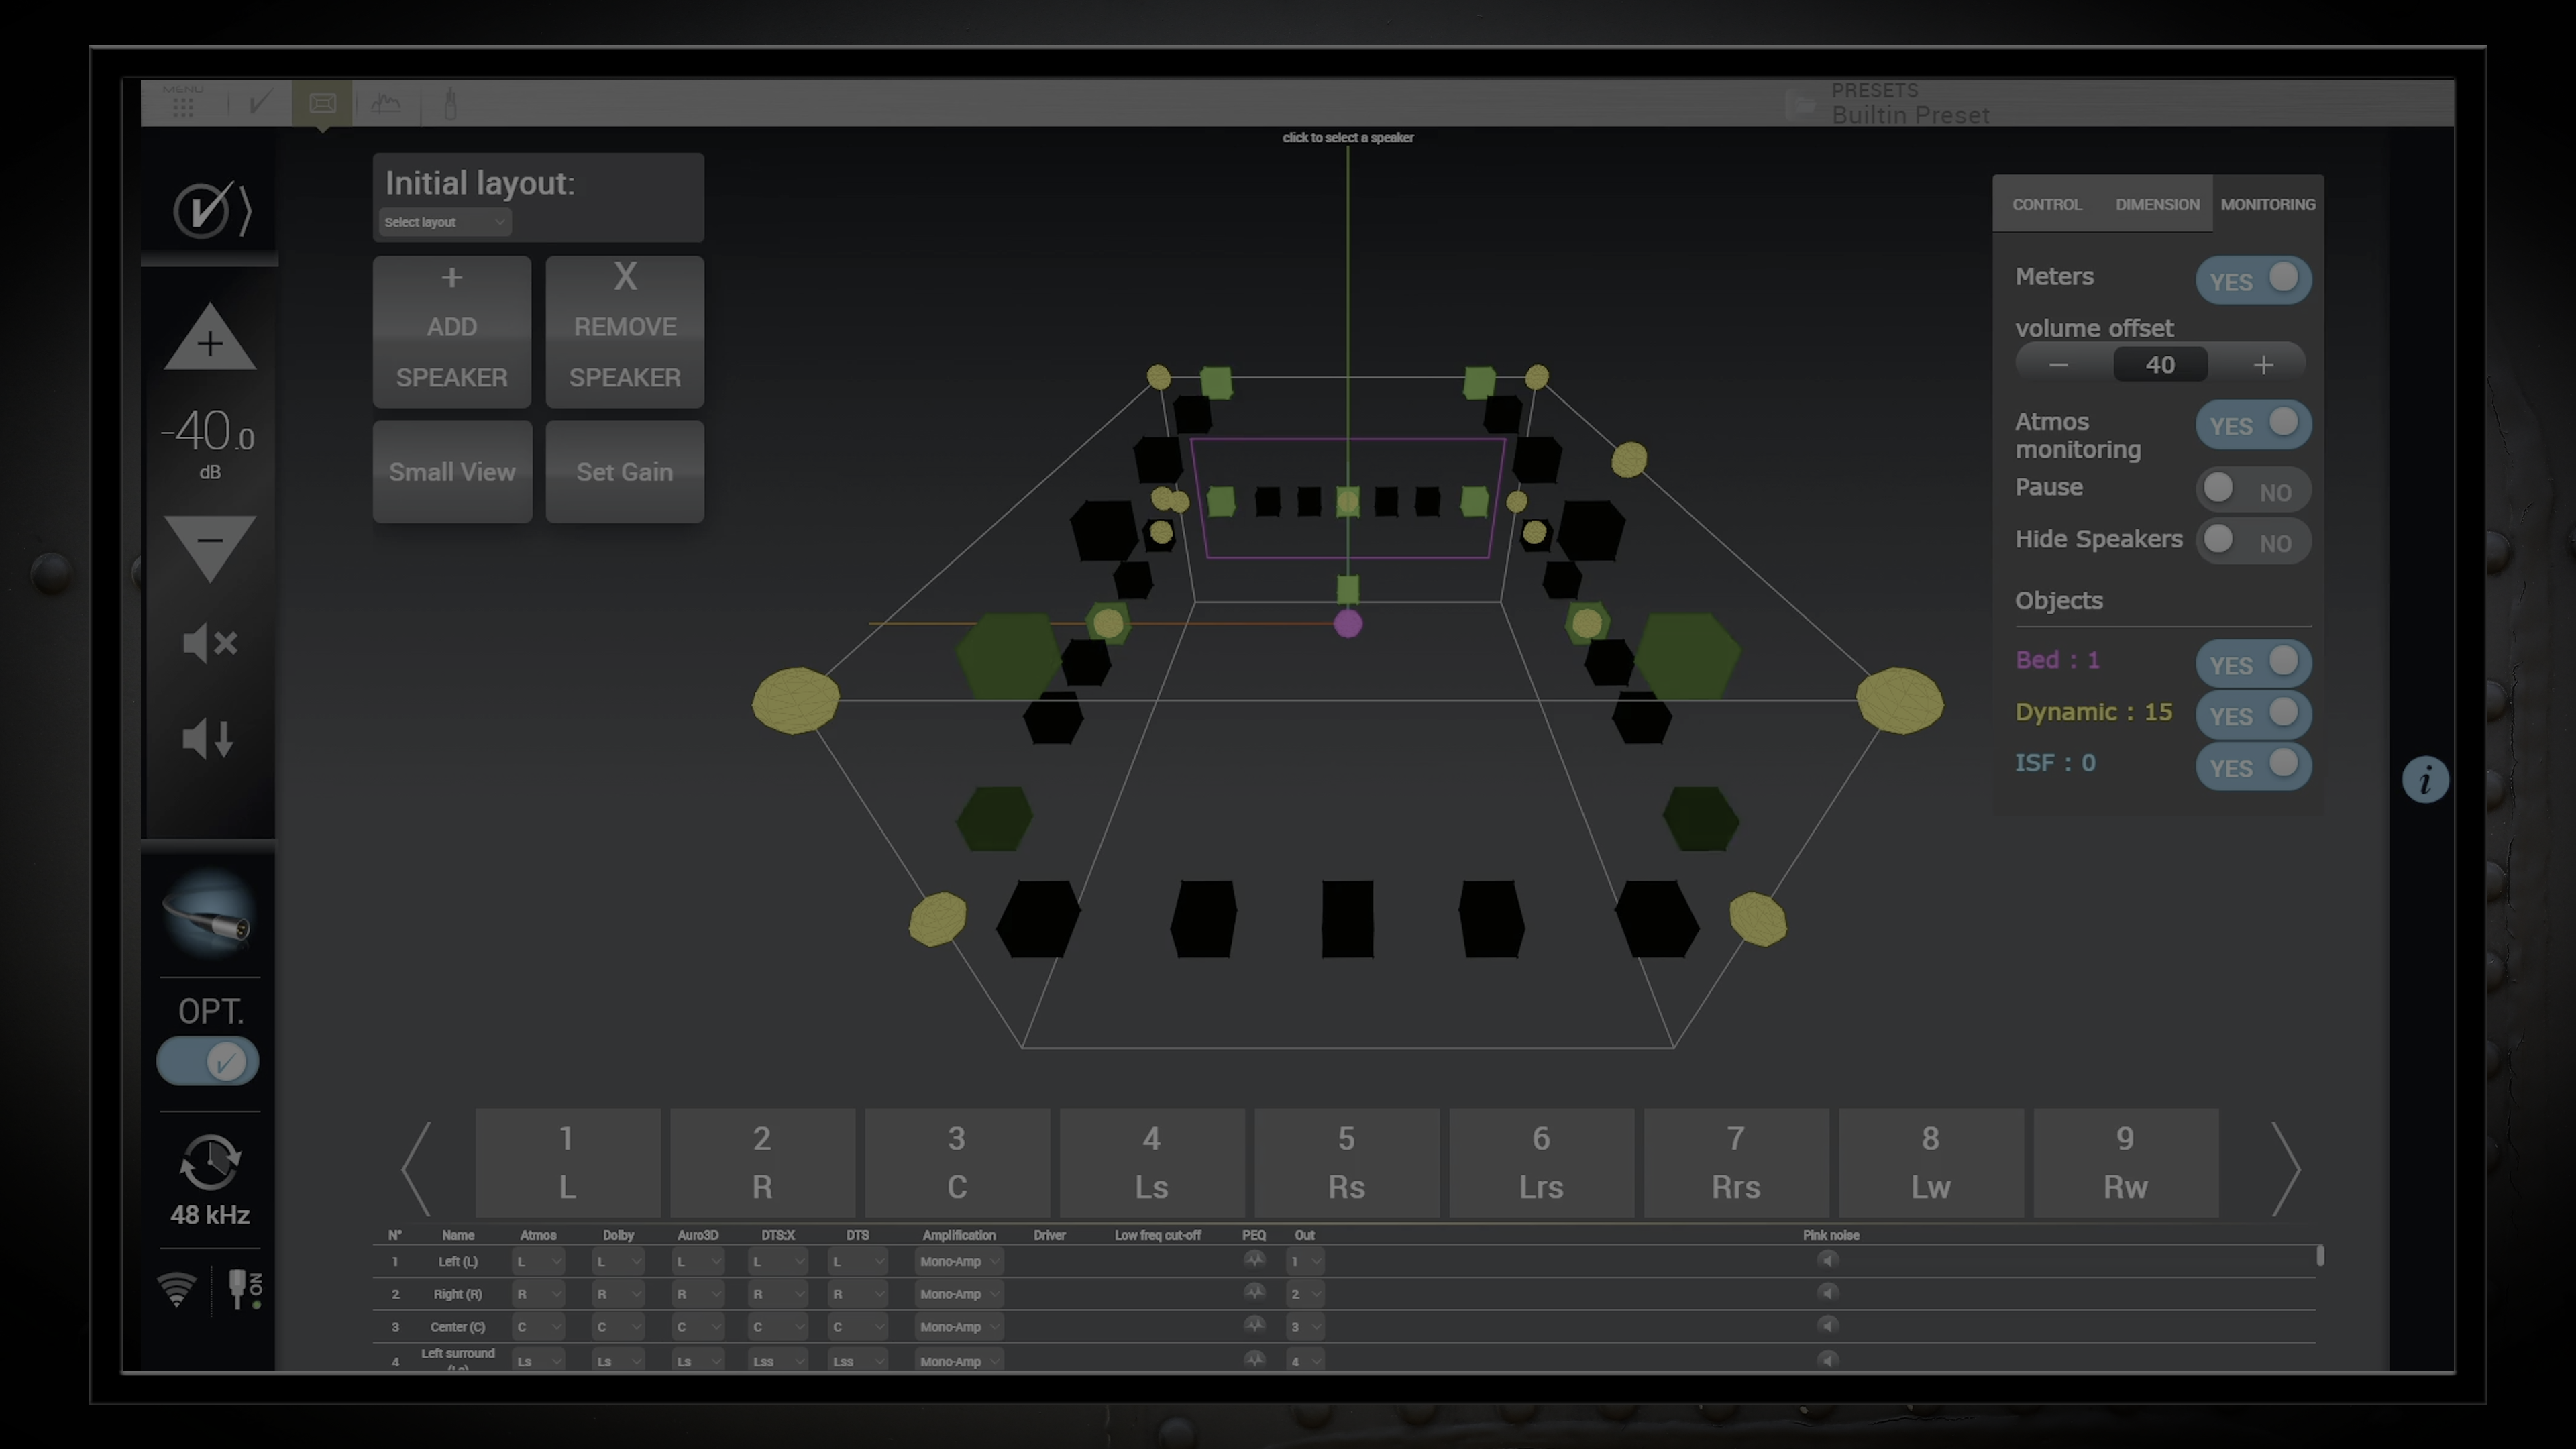 MENU
PRESETS
Builtin Preset
click to select a speaker
Initial layout:
Select layout
+
ADD
SPEAKER
X
REMOVE
SPEAKER
Small View
Set Gain
+
-40.0
dB
−
OPT.
48 kHz
ON
CONTROL
DIMENSION
MONITORING
Meters YES
volume offset
− 40 +
Atmos
monitoring YES
Pause NO
Hide Speakers NO
Objects
Bed : 1 YES
Dynamic : 15 YES
ISF : 0 YES
i
1 2 3 4 5 6 7 8 9
L R C Ls Rs Lrs Rrs Lw Rw
N° Name Atmos Dolby Auro3D DTS:X DTS Amplification Driver Low freq cut-off PEQ Out Pink noise
1 Left (L) L L L L L Mono-Amp 1
2 Right (R) R R R R R Mono-Amp 2
3 Center (C) C C C C C Mono-Amp 3
4 Left surround Ls Ls Ls Lss Lss Mono-Amp 4